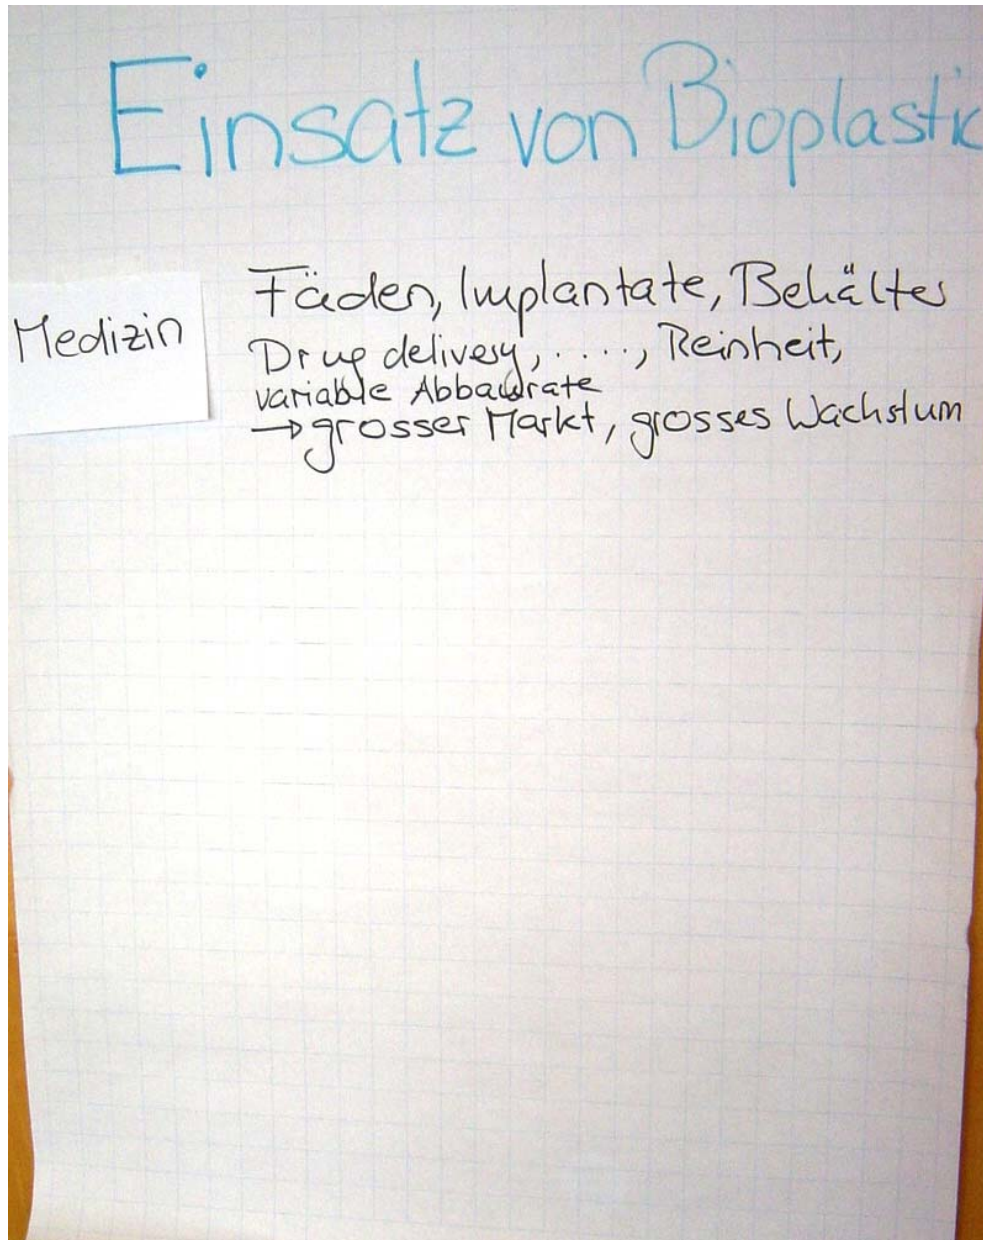 Einsatz von Bioplastic
Medizin
Fäden, Implantate, Behälter
Drug delivery, ....., Reinheit,
variable Abbaurate
→ grosser Markt, grosses Wachstum